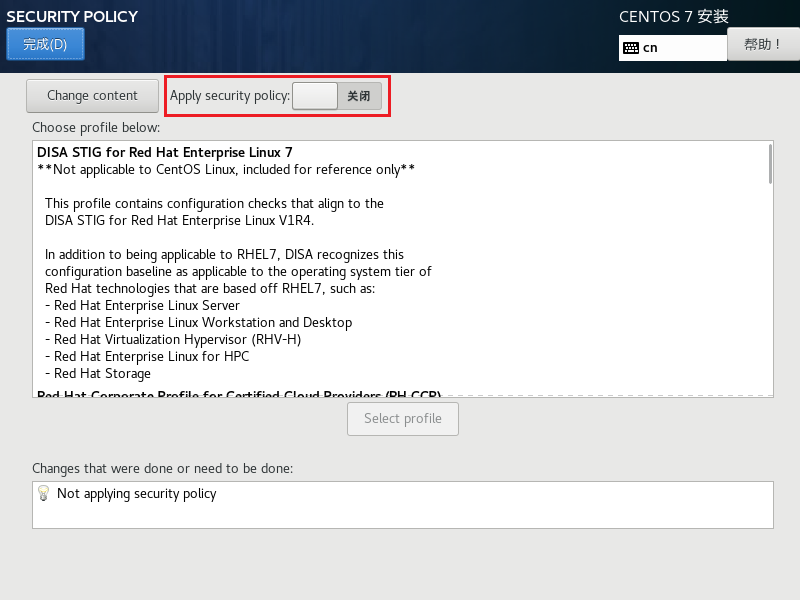 SECURITY POLICY
CENTOS 7 安装
完成(D)
cn
帮助！
Change content
Apply security policy:
关闭
Choose profile below:
DISA STIG for Red Hat Enterprise Linux 7
**Not applicable to CentOS Linux, included for reference only**
This profile contains configuration checks that align to the
DISA STIG for Red Hat Enterprise Linux V1R4.
In addition to being applicable to RHEL7, DISA recognizes this
configuration baseline as applicable to the operating system tier of
Red Hat technologies that are based off RHEL7, such as:
- Red Hat Enterprise Linux Server
- Red Hat Enterprise Linux Workstation and Desktop
- Red Hat Virtualization Hypervisor (RHV-H)
- Red Hat Enterprise Linux for HPC
- Red Hat Storage
Red Hat Corporate Profile for Certified Cloud Providers (RH CCP)
Select profile
Changes that were done or need to be done:
Not applying security policy